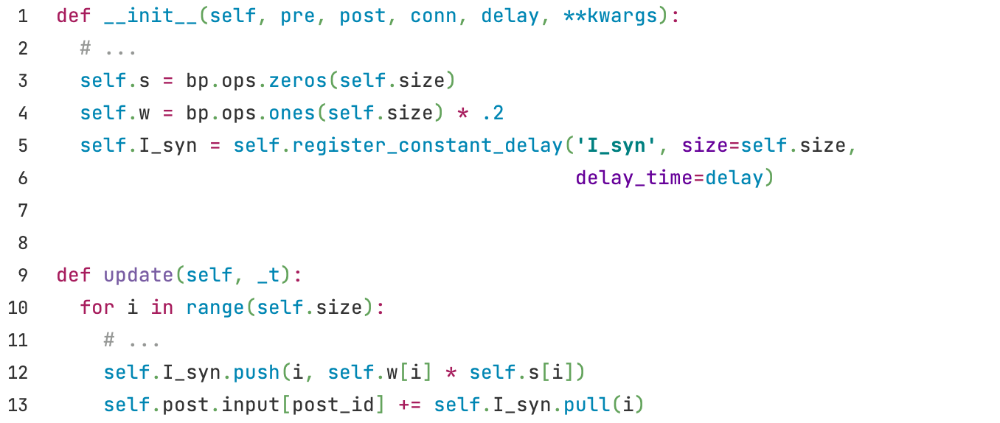 1 def __init__(self, pre, post, conn, delay, **kwargs):
2   # ...
3   self.s = bp.ops.zeros(self.size)
4   self.w = bp.ops.ones(self.size) * .2
5   self.I_syn = self.register_constant_delay('I_syn', size=self.size,
6                                             delay_time=delay)
7
8
9 def update(self, _t):
10   for i in range(self.size):
11     # ...
12     self.I_syn.push(i, self.w[i] * self.s[i])
13     self.post.input[post_id] += self.I_syn.pull(i)